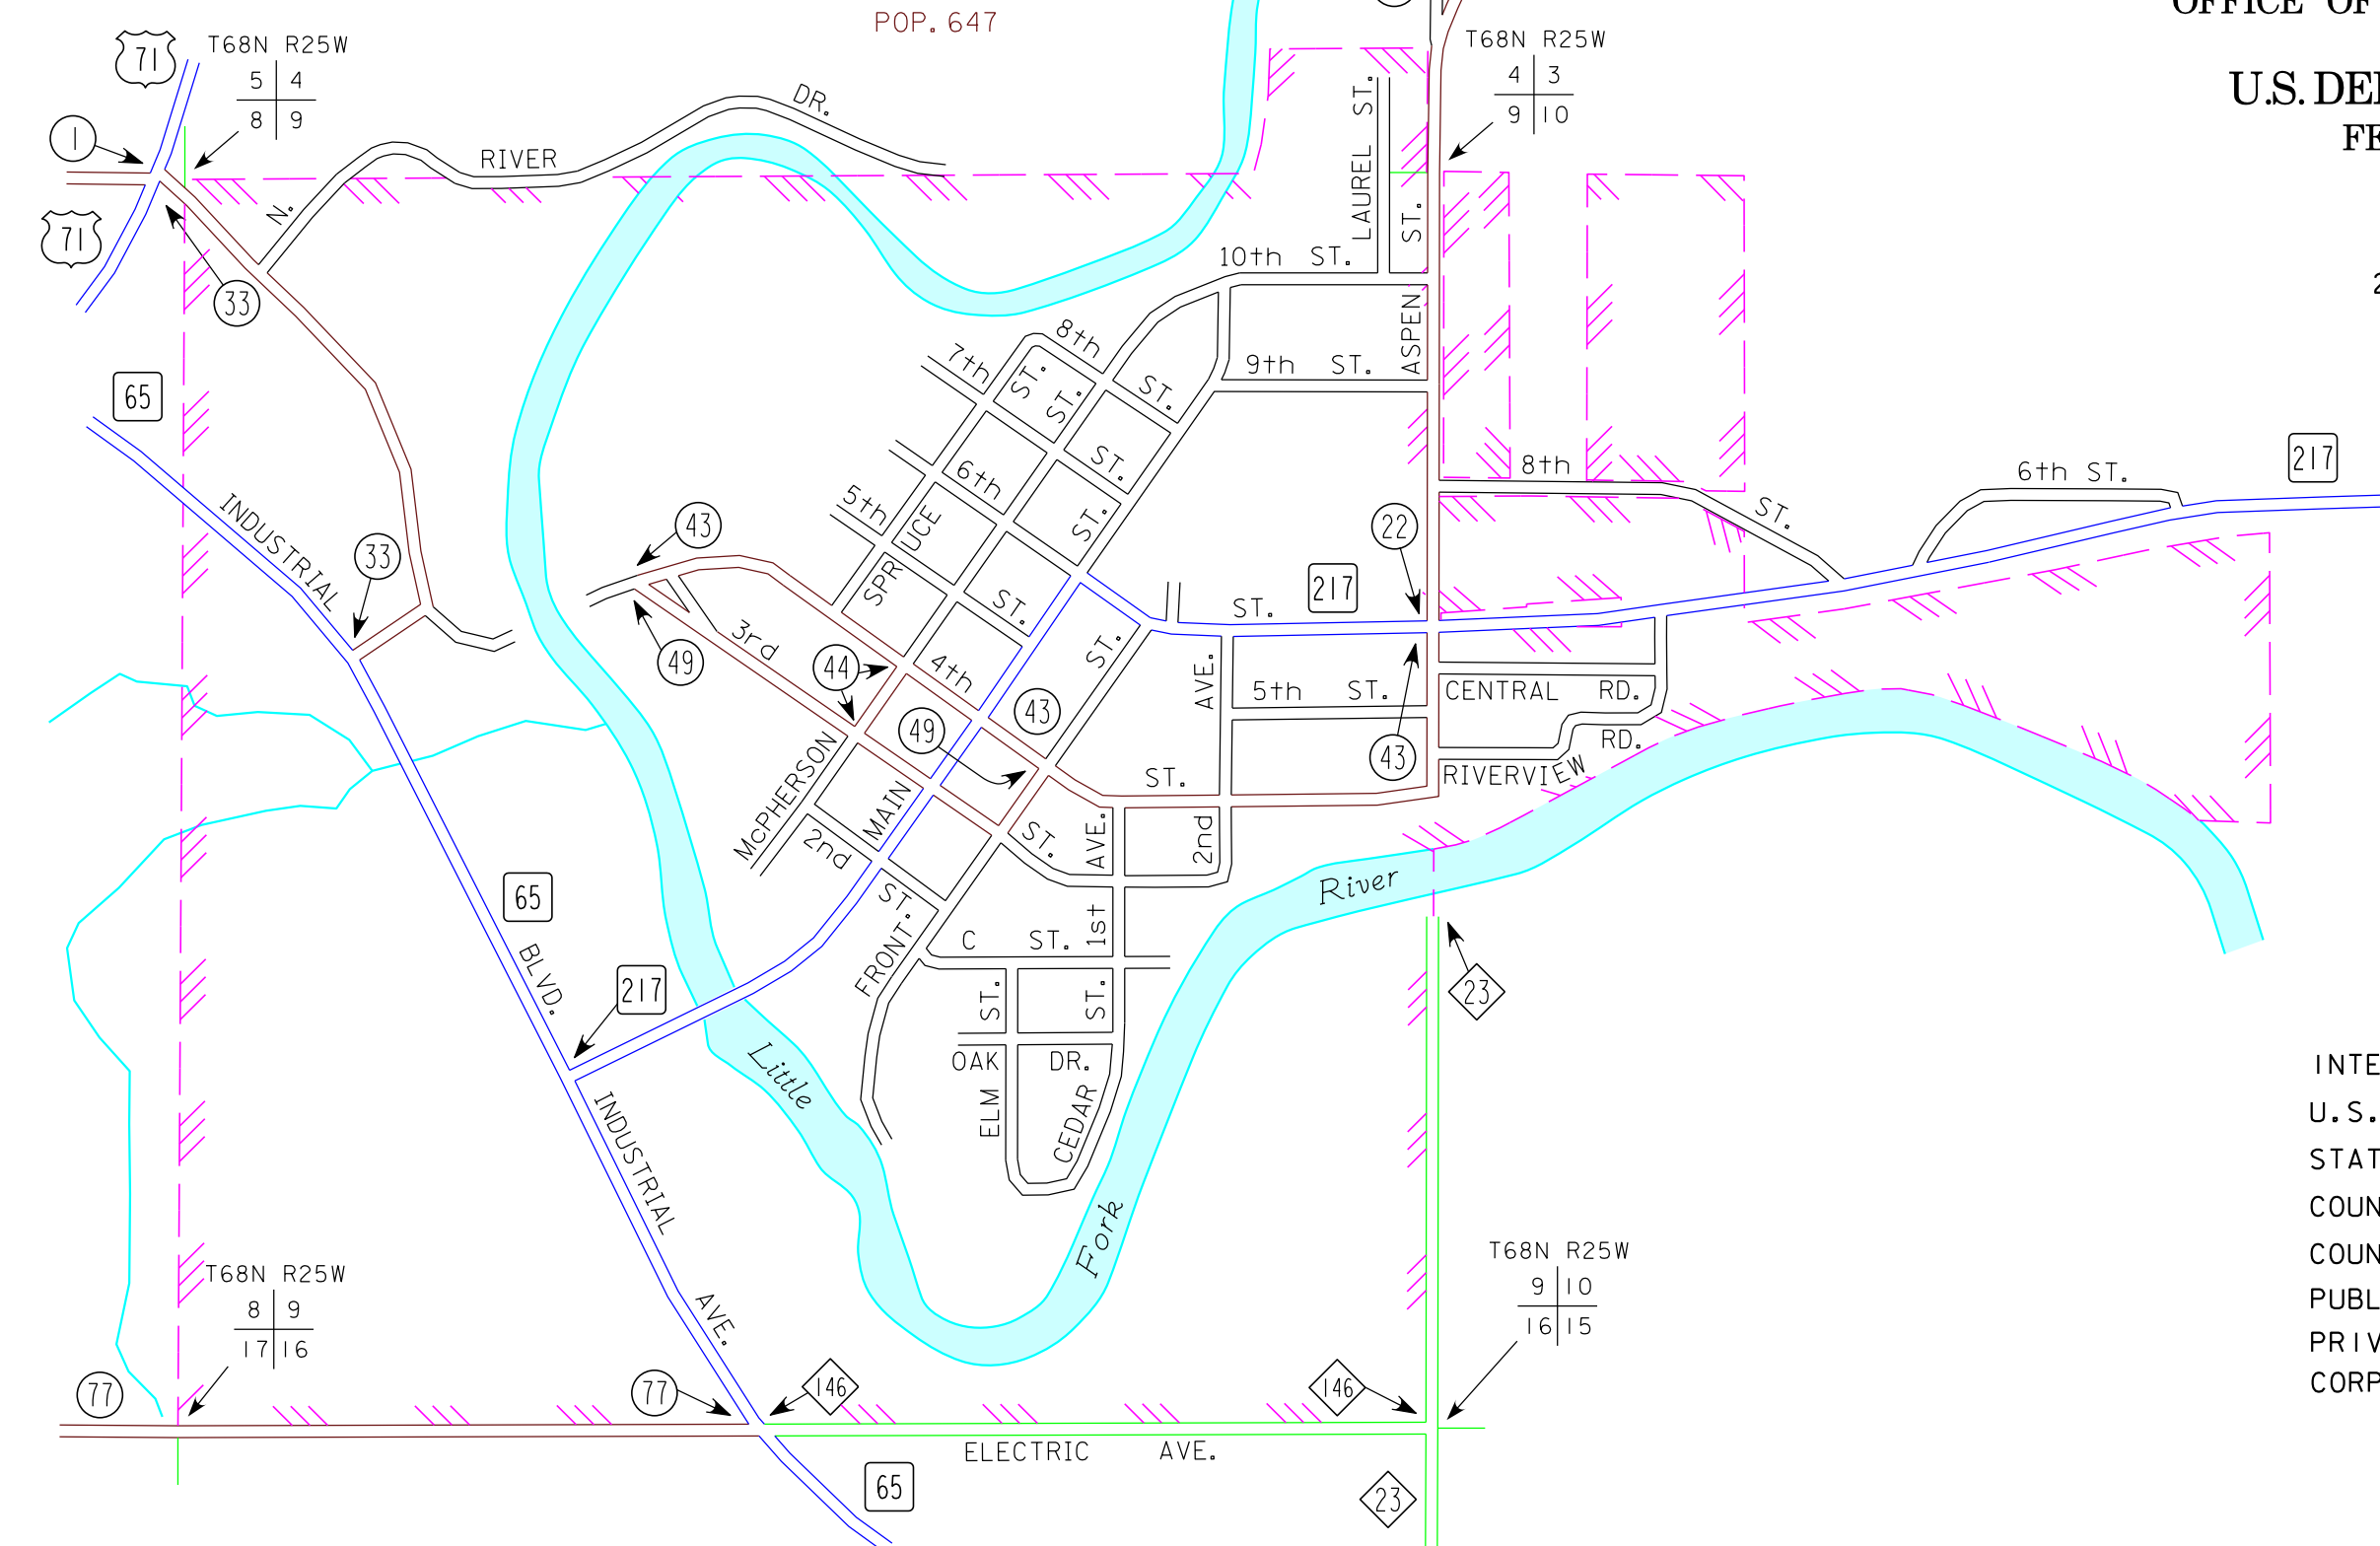 OFFICE OF
POP. 647
71
T68N R25W
5 4
8 9
T68N R25W
4 3
9 10
U.S. DE
FE
1
71
33
N. RIVER DR.
LAUREL ST.
ASPEN ST.
10th ST.
9th ST.
8th ST.
7th ST.
6th ST.
5th ST.
SPRUCE ST.
ST.
ST.
65
INDUSTRIAL
33
43
49
44
3rd
4th
49
43
22
217
ST.
8th ST.
6th ST.
217
AVE.
5th ST.
43
CENTRAL RD.
RIVERVIEW RD.
ST.
McPHERSON
MAIN
2nd ST.
ST.
AVE.
2nd
65
BLVD.
217
FRONT
C ST.
1st
ST.
ST.
OAK DR.
ELM
CEDAR
Little
Fork
River
23
INDUSTRIAL
AVE.
T68N R25W
8 9
17 16
77
77
146
146
T68N R25W
9 10
16 15
ELECTRIC AVE.
65
23
INTE
U.S.
STAT
COUN
COUN
PUBL
PRIV
CORP